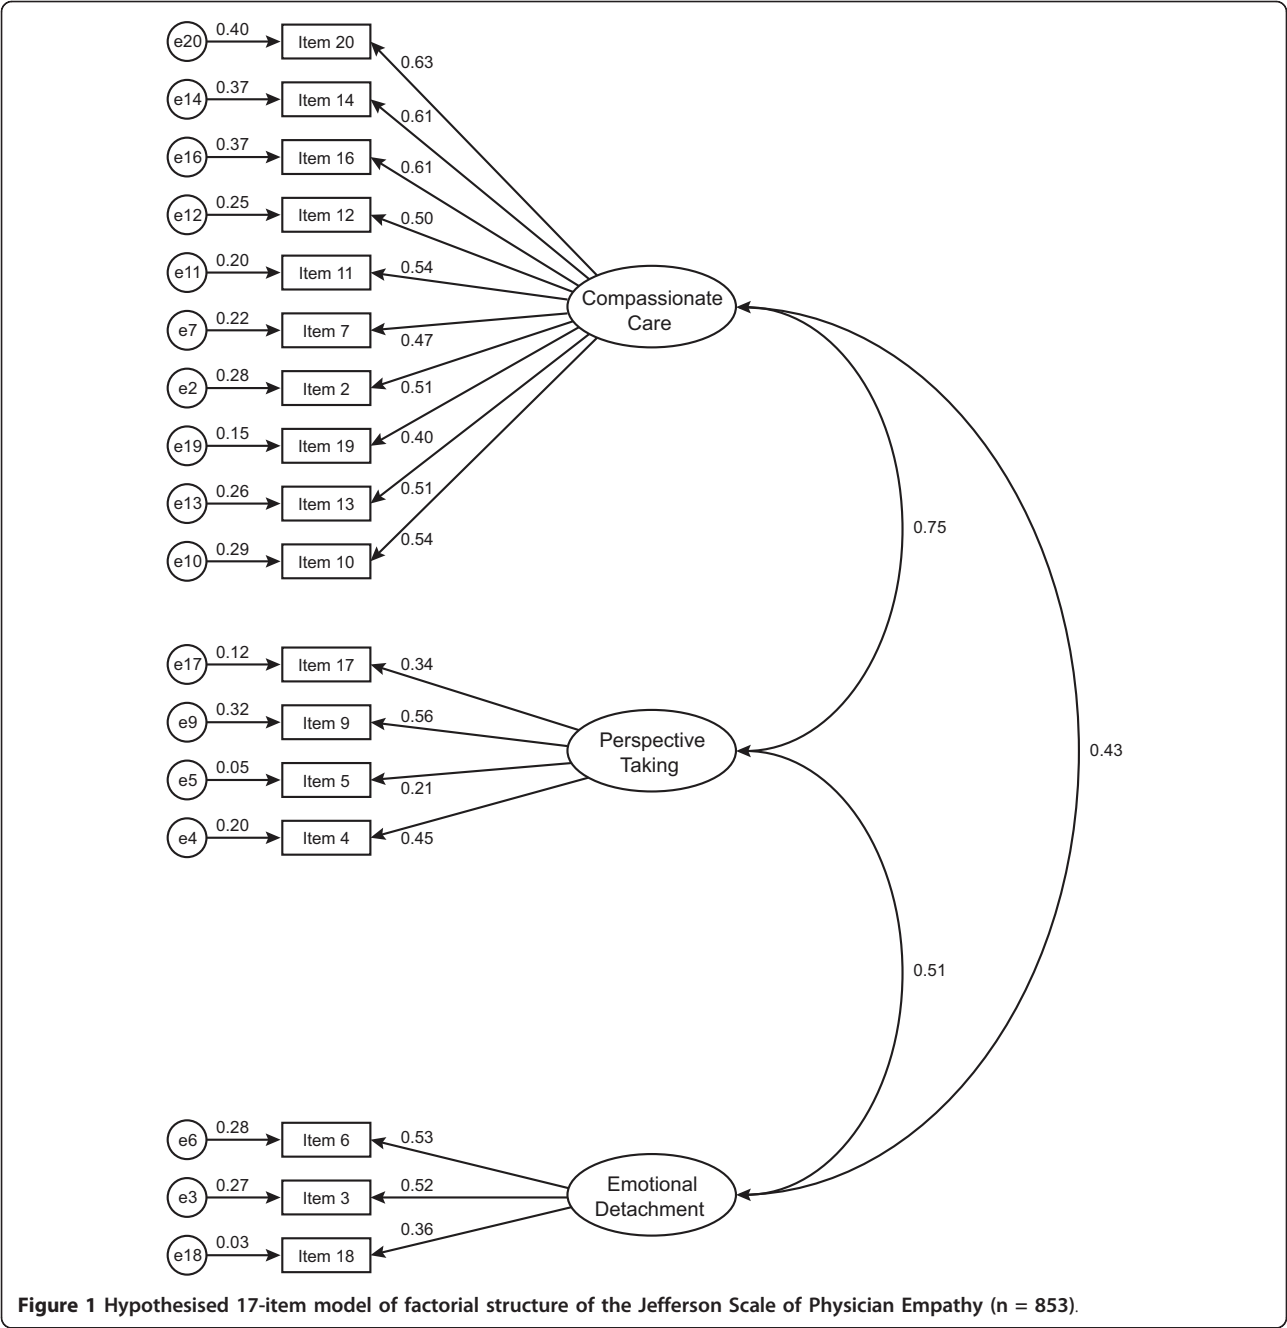 e20 0.40 Item 20 0.63
e14 0.37 Item 14 0.61
e16 0.37 Item 16 0.61
e12 0.25 Item 12 0.50
e11 0.20 Item 11 0.54
e7 0.22 Item 7 0.47
e2 0.28 Item 2 0.51
e19 0.15 Item 19 0.40
e13 0.26 Item 13 0.51
e10 0.29 Item 10 0.54
Compassionate
Care
0.75
e17 0.12 Item 17 0.34
e9 0.32 Item 9 0.56
e5 0.05 Item 5 0.21
e4 0.20 Item 4 0.45
Perspective
Taking
0.43
0.51
e6 0.28 Item 6 0.53
e3 0.27 Item 3 0.52
e18 0.03 Item 18 0.36
Emotional
Detachment
Figure 1 Hypothesised 17-item model of factorial structure of the Jefferson Scale of Physician Empathy (n = 853).